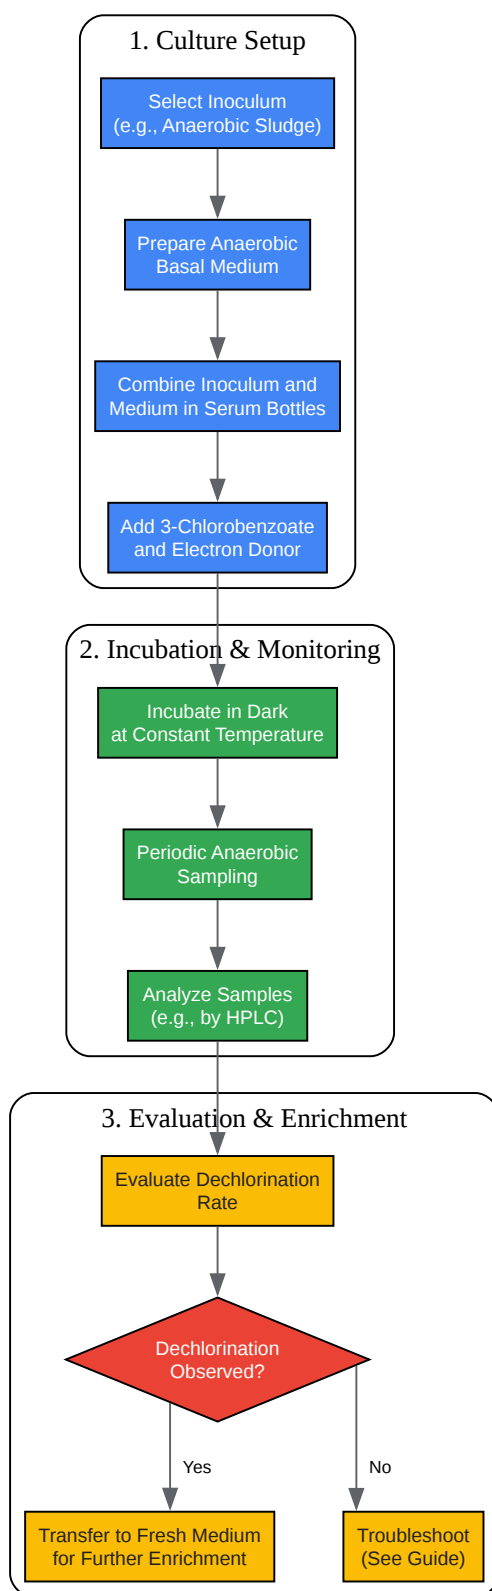 1. Culture Setup
Select Inoculum
(e.g., Anaerobic Sludge)
Prepare Anaerobic
Basal Medium
Combine Inoculum and
Medium in Serum Bottles
Add 3-Chlorobenzoate
and Electron Donor
2. Incubation & Monitoring
Incubate in Dark
at Constant Temperature
Periodic Anaerobic
Sampling
Analyze Samples
(e.g., by HPLC)
3. Evaluation & Enrichment
Evaluate Dechlorination
Rate
Dechlorination
Observed?
Yes
No
Transfer to Fresh Medium
for Further Enrichment
Troubleshoot
(See Guide)